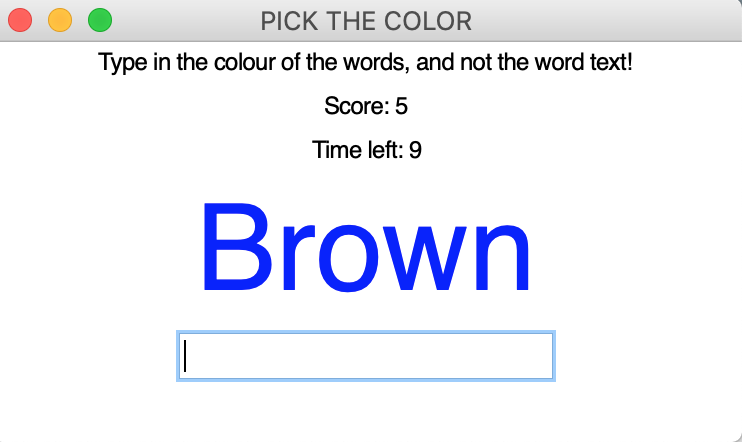 PICK THE COLOR
Type in the colour of the words, and not the word text!
Score: 5
Time left: 9
Brown